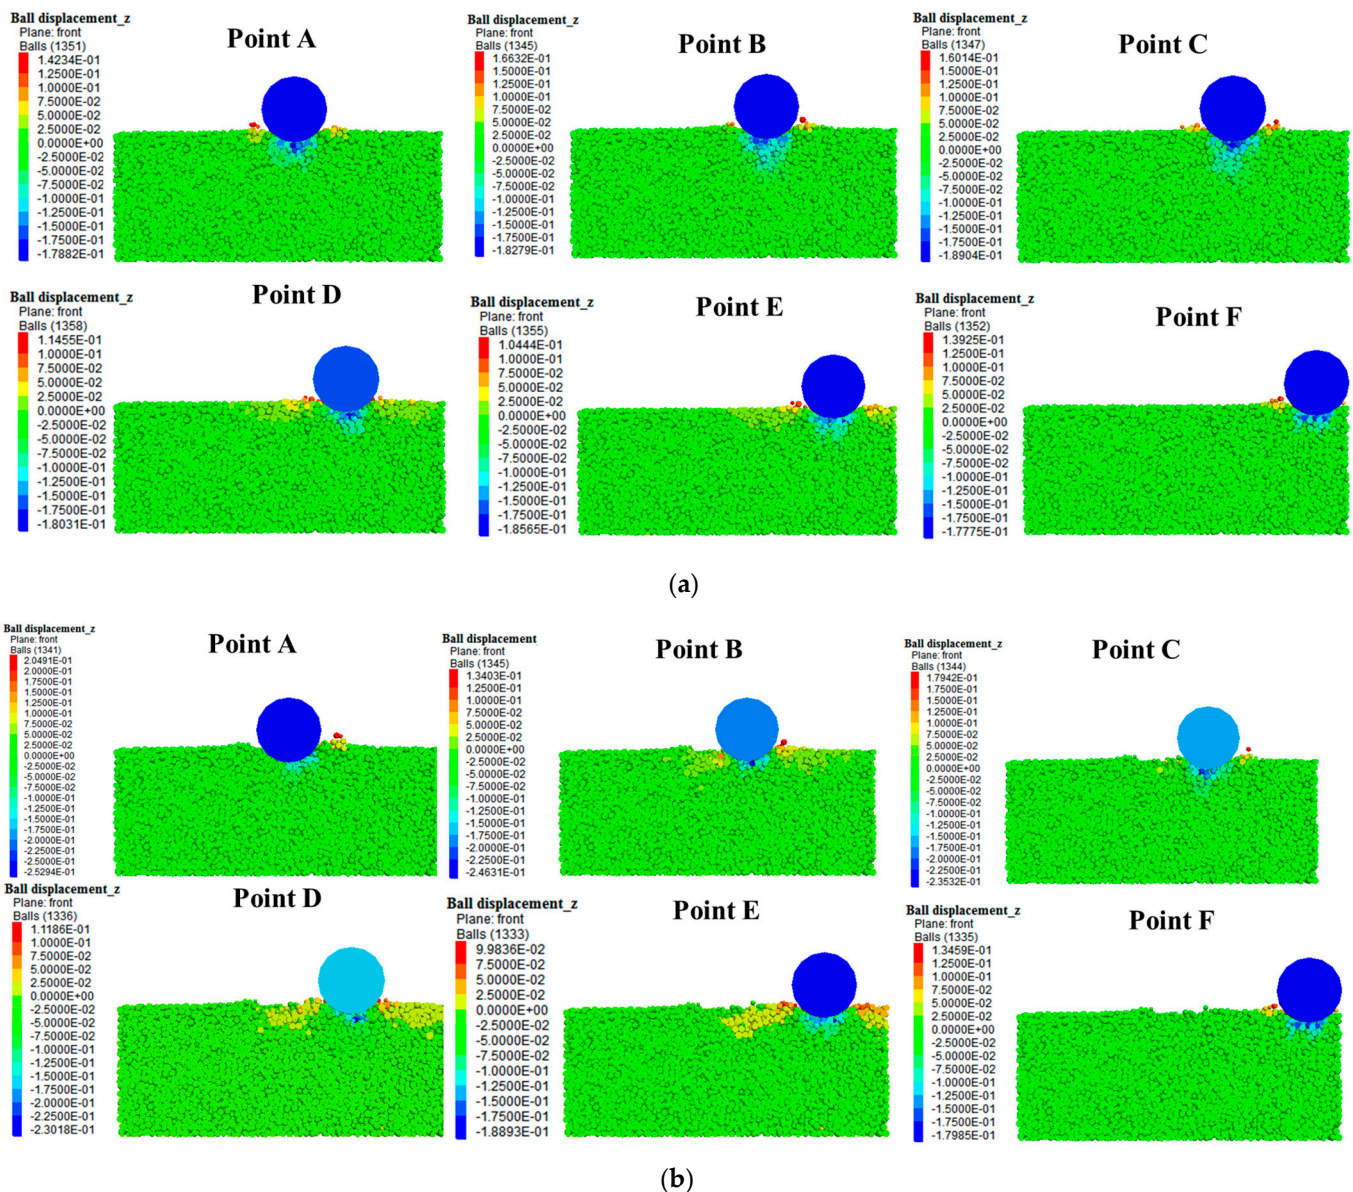 Ball displacement_z
Plane: front
Balls (1351)
1.4234E-01
1.2500E-01
1.0000E-01
7.5000E-02
5.0000E-02
2.5000E-02
0.0000E+00
-2.5000E-02
-5.0000E-02
-7.5000E-02
-1.0000E-01
-1.2500E-01
-1.5000E-01
-1.7500E-01
-1.7882E-01
Point A
Ball displacement_z
Plane: front
Balls (1345)
1.6632E-01
1.5000E-01
1.2500E-01
1.0000E-01
7.5000E-02
5.0000E-02
2.5000E-02
0.0000E+00
-2.5000E-02
-5.0000E-02
-7.5000E-02
-1.0000E-01
-1.2500E-01
-1.5000E-01
-1.7500E-01
-1.8279E-01
Point B
Ball displacement_z
Plane: front
Balls (1347)
1.6014E-01
1.5000E-01
1.2500E-01
1.0000E-01
7.5000E-02
5.0000E-02
2.5000E-02
0.0000E+00
-2.5000E-02
-5.0000E-02
-7.5000E-02
-1.0000E-01
-1.2500E-01
-1.5000E-01
-1.7500E-01
-1.8904E-01
Point C
Ball displacement_z
Plane: front
Balls (1358)
1.1455E-01
1.0000E-01
7.5000E-02
5.0000E-02
2.5000E-02
0.0000E+00
-2.5000E-02
-5.0000E-02
-7.5000E-02
-1.0000E-01
-1.2500E-01
-1.5000E-01
-1.7500E-01
-1.8031E-01
Point D
Ball displacement_z
Plane: front
Balls (1355)
1.0444E-01
1.0000E-01
7.5000E-02
5.0000E-02
2.5000E-02
0.0000E+00
-2.5000E-02
-5.0000E-02
-7.5000E-02
-1.0000E-01
-1.2500E-01
-1.5000E-01
-1.7500E-01
-1.8565E-01
Point E
Ball displacement_z
Plane: front
Balls (1352)
1.3925E-01
1.2500E-01
1.0000E-01
7.5000E-02
5.0000E-02
2.5000E-02
0.0000E+00
-2.5000E-02
-5.0000E-02
-7.5000E-02
-1.0000E-01
-1.2500E-01
-1.5000E-01
-1.7500E-01
-1.7775E-01
Point F
(a)
Ball displacement_z
Plane: front
Balls (1341)
2.0491E-01
2.0000E-01
1.7500E-01
1.5000E-01
1.2500E-01
1.0000E-01
7.5000E-02
5.0000E-02
2.5000E-02
0.0000E+00
-2.5000E-02
-5.0000E-02
-7.5000E-02
-1.0000E-01
-1.2500E-01
-1.5000E-01
-1.7500E-01
-2.0000E-01
-2.2500E-01
-2.5000E-01
-2.5294E-01
Point A
Ball displacement
Plane: front
Balls (1345)
1.3403E-01
1.2500E-01
1.0000E-01
7.5000E-02
5.0000E-02
2.5000E-02
0.0000E+00
-2.5000E-02
-5.0000E-02
-7.5000E-02
-1.0000E-01
-1.2500E-01
-1.5000E-01
-1.7500E-01
-2.0000E-01
-2.2500E-01
-2.4631E-01
Point B
Ball displacement_z
Plane: front
Balls (1344)
1.7942E-01
1.7500E-01
1.5000E-01
1.2500E-01
1.0000E-01
7.5000E-02
5.0000E-02
2.5000E-02
0.0000E+00
-2.5000E-02
-5.0000E-02
-7.5000E-02
-1.0000E-01
-1.2500E-01
-1.5000E-01
-1.7500E-01
-2.0000E-01
-2.2500E-01
-2.3532E-01
Point C
Ball displacement_z
Plane: front
Balls (1336)
1.1186E-01
1.0000E-01
7.5000E-02
5.0000E-02
2.5000E-02
0.0000E+00
-2.5000E-02
-5.0000E-02
-7.5000E-02
-1.0000E-01
-1.2500E-01
-1.5000E-01
-1.7500E-01
-2.0000E-01
-2.2500E-01
-2.3018E-01
Point D
Ball displacement_z
Plane: front
Balls (1333)
9.9836E-02
7.5000E-02
5.0000E-02
2.5000E-02
0.0000E+00
-2.5000E-02
-5.0000E-02
-7.5000E-02
-1.0000E-01
-1.2500E-01
-1.5000E-01
-1.7500E-01
-1.8893E-01
Point E
Ball displacement_z
Plane: front
Balls (1335)
1.3459E-01
1.2500E-01
1.0000E-01
7.5000E-02
5.0000E-02
2.5000E-02
0.0000E+00
-2.5000E-02
-5.0000E-02
-7.5000E-02
-1.0000E-01
-1.2500E-01
-1.5000E-01
-1.7500E-01
-1.7985E-01
Point F
(b)